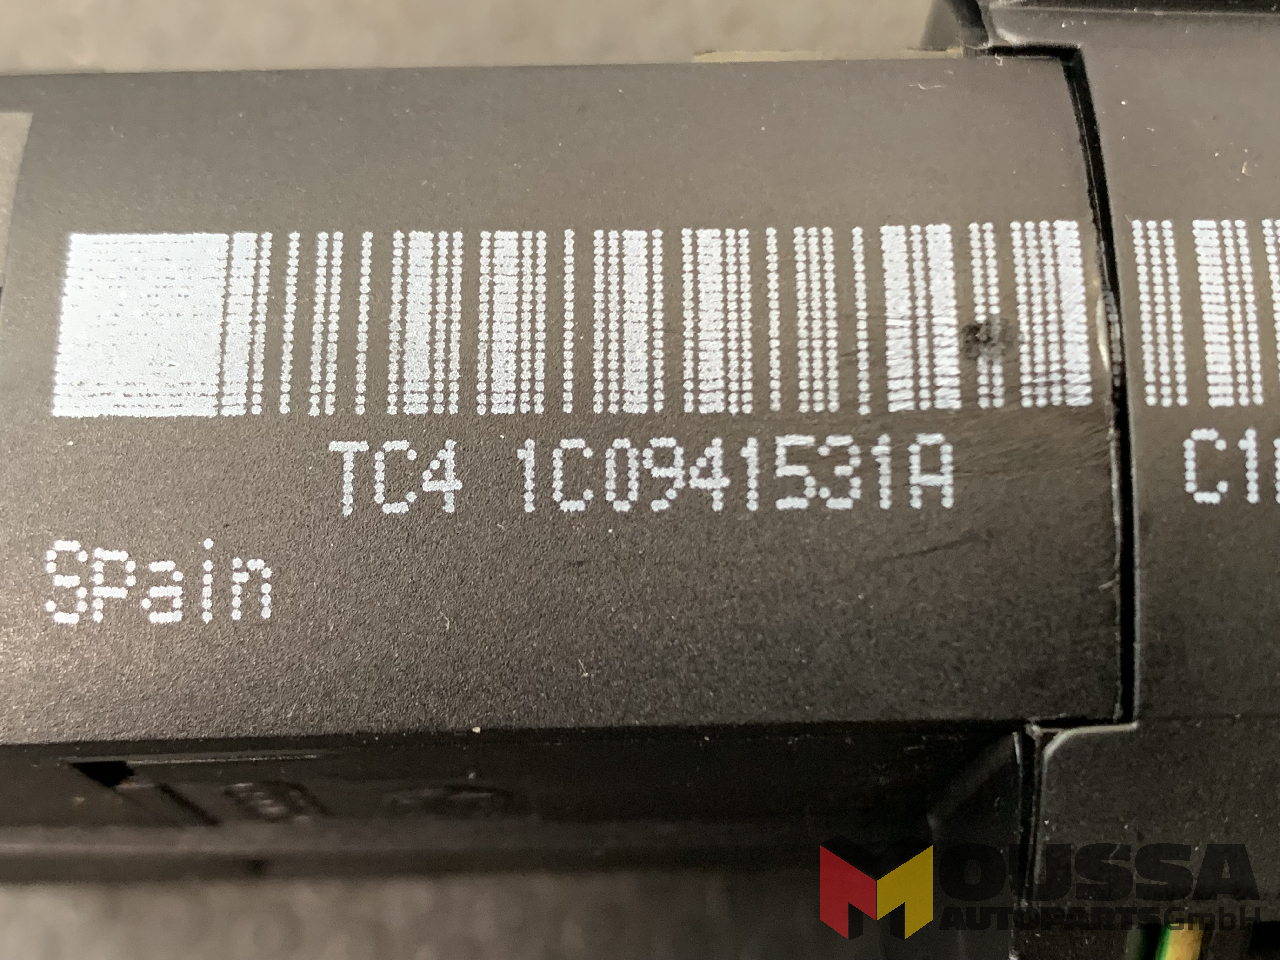 TC4 1C0941531A
Spain
MOUSSA
AUTOPARTS GmbH